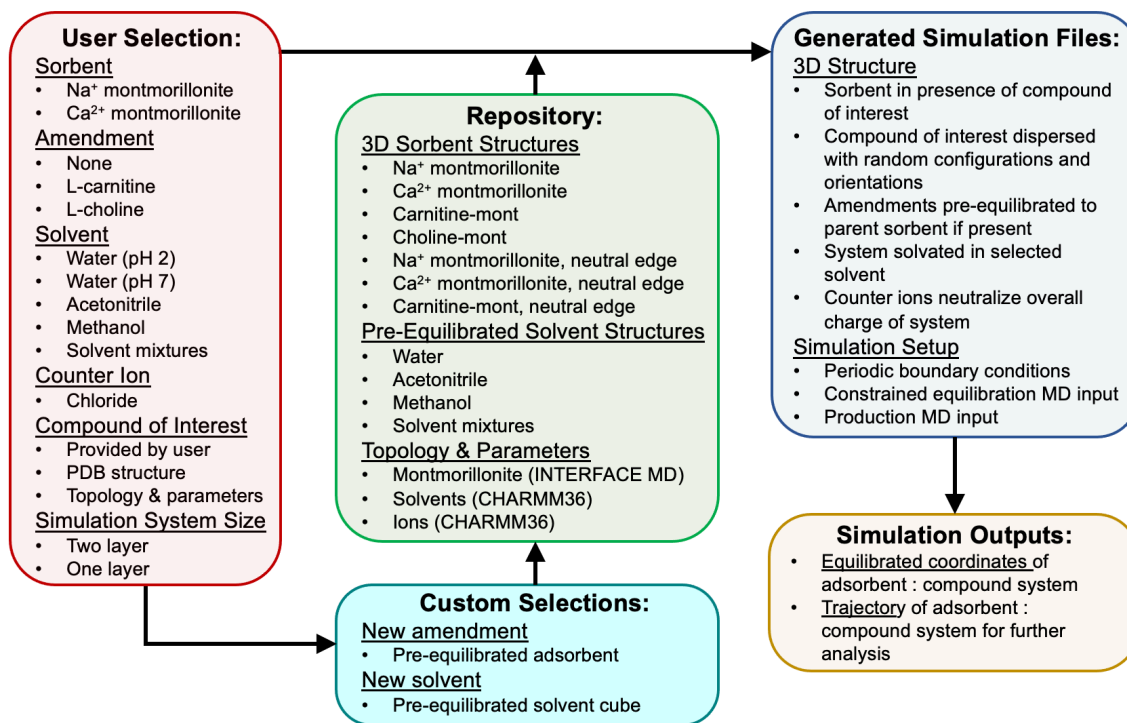 User Selection:
Sorbent
• Na⁺ montmorillonite
• Ca²⁺ montmorillonite
Amendment
• None
• L-carnitine
• L-choline
Solvent
• Water (pH 2)
• Water (pH 7)
• Acetonitrile
• Methanol
• Solvent mixtures
Counter Ion
• Chloride
Compound of Interest
• Provided by user
• PDB structure
• Topology & parameters
Simulation System Size
• Two layer
• One layer
Repository:
3D Sorbent Structures
• Na⁺ montmorillonite
• Ca²⁺ montmorillonite
• Carnitine-mont
• Choline-mont
• Na⁺ montmorillonite, neutral edge
• Ca²⁺ montmorillonite, neutral edge
• Carnitine-mont, neutral edge
Pre-Equilibrated Solvent Structures
• Water
• Acetonitrile
• Methanol
• Solvent mixtures
Topology & Parameters
• Montmorillonite (INTERFACE MD)
• Solvents (CHARMM36)
• Ions (CHARMM36)
Custom Selections:
New amendment
• Pre-equilibrated adsorbent
New solvent
• Pre-equilibrated solvent cube
Generated Simulation Files:
3D Structure
• Sorbent in presence of compound
of interest
• Compound of interest dispersed
with random configurations and
orientations
• Amendments pre-equilibrated to
parent sorbent if present
• System solvated in selected
solvent
• Counter ions neutralize overall
charge of system
Simulation Setup
• Periodic boundary conditions
• Constrained equilibration MD input
• Production MD input
Simulation Outputs:
• Equilibrated coordinates of
adsorbent : compound system
• Trajectory of adsorbent :
compound system for further
analysis